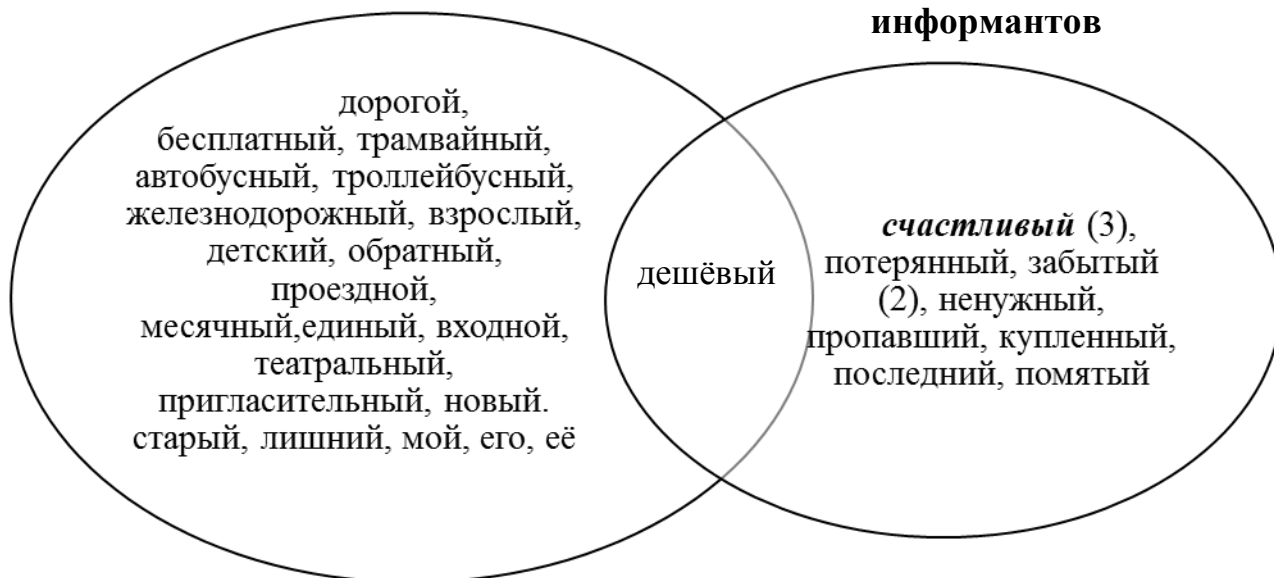 информантов
дорогой,
бесплатный, трамвайный,
автобусный, троллейбусный,
железнодорожный, взрослый,
детский, обратный,
проездной,
месячный,единый, входной,
театральный,
пригласительный, новый.
старый, лишний, мой, его, её
дешёвый
счастливый (3),
потерянный, забытый
(2), ненужный,
пропавший, купленный,
последний, помятый